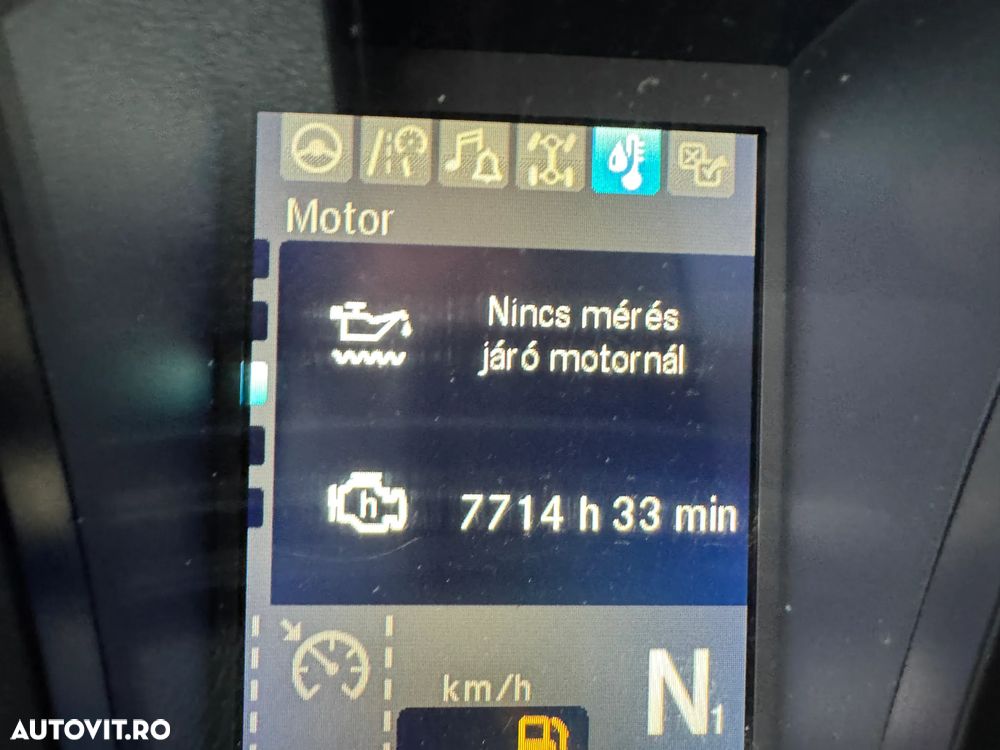 Motor
Nincs mérés
járó motornál
h
7714 h 33 min
km/h
N1
AUTOVIT.RO